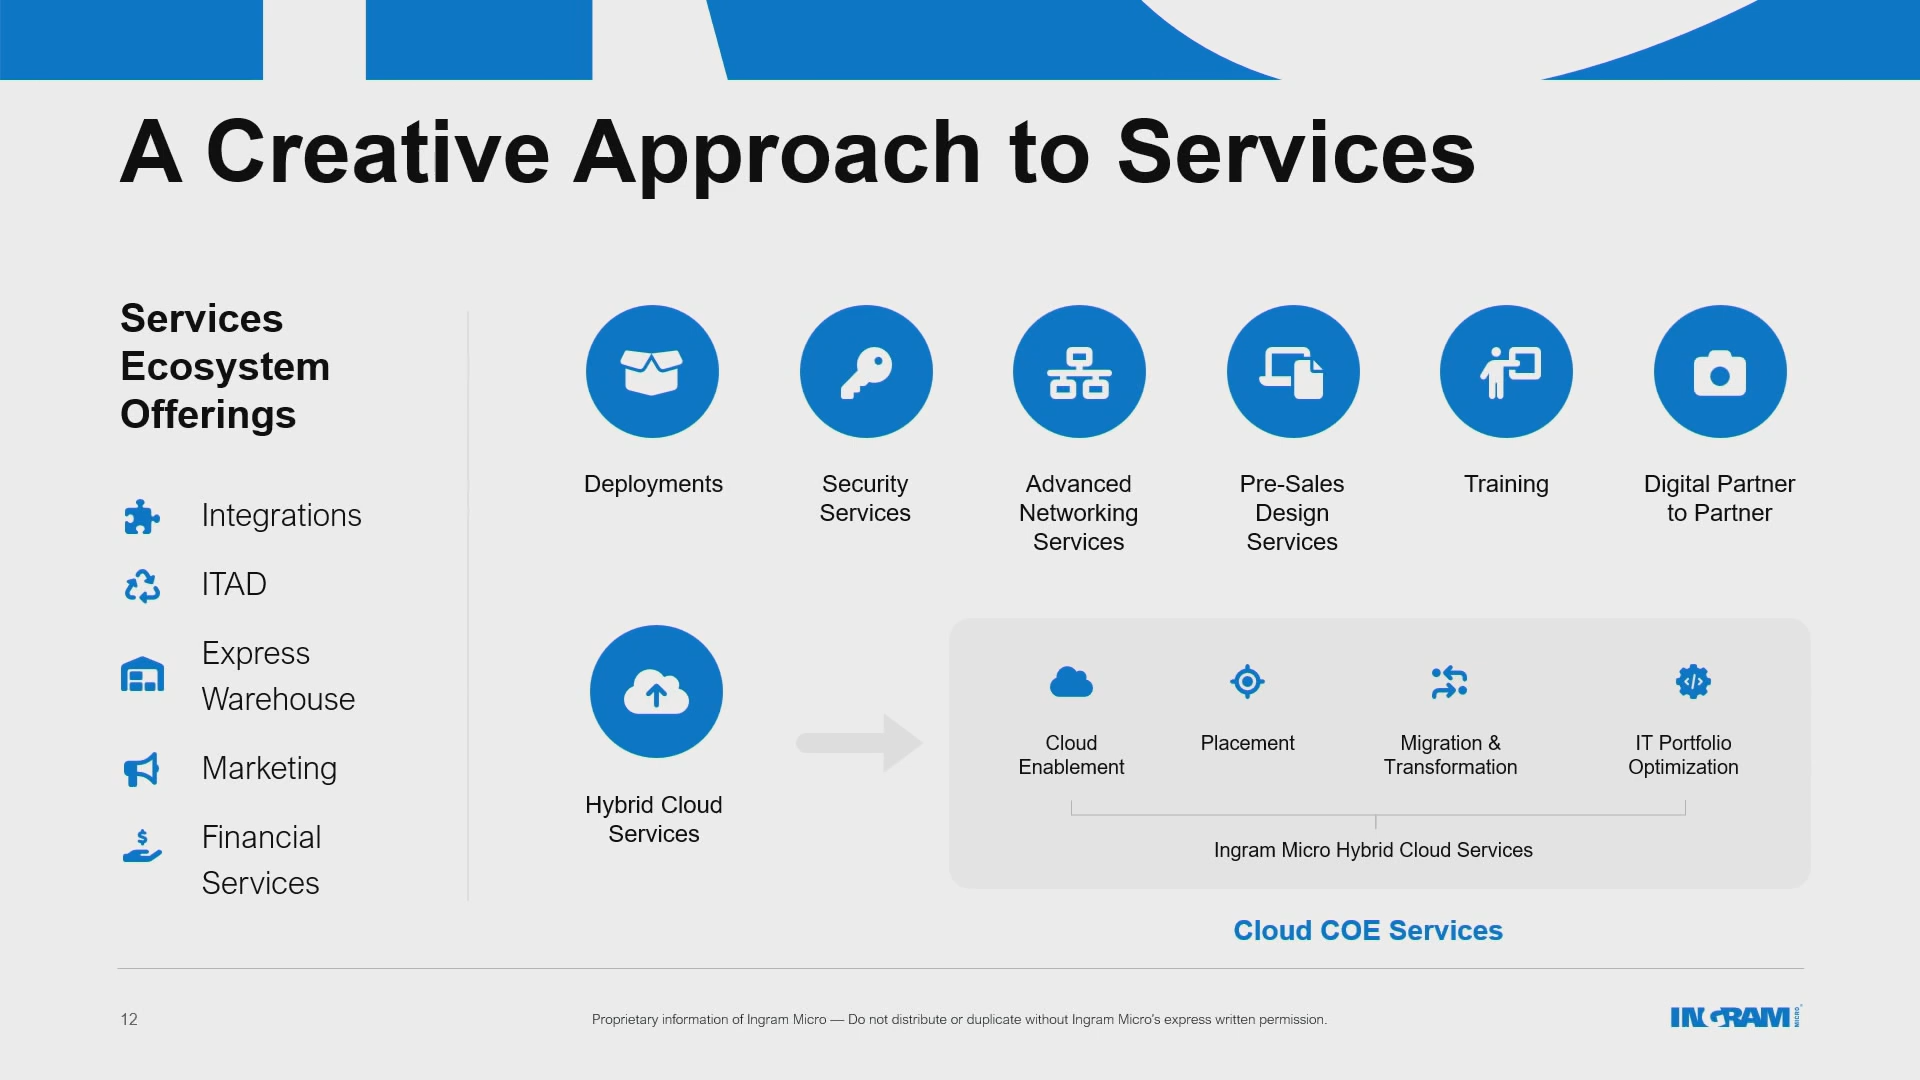 A Creative Approach to Services
Services
Ecosystem
Offerings
Integrations
ITAD
Express
Warehouse
Marketing
Financial
Services
Deployments
Security
Services
Advanced
Networking
Services
Pre-Sales
Design
Services
Training
Digital Partner
to Partner
Hybrid Cloud
Services
Cloud
Enablement
Placement
Migration &
Transformation
IT Portfolio
Optimization
Ingram Micro Hybrid Cloud Services
Cloud COE Services
12
Proprietary information of Ingram Micro — Do not distribute or duplicate without Ingram Micro's express written permission.
INGRAM MICRO